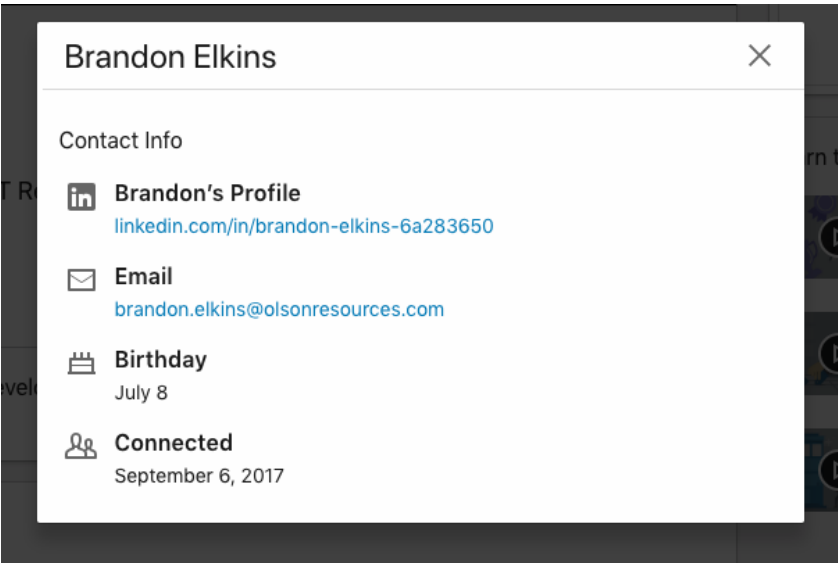 Brandon Elkins
Contact Info
in
Brandon's Profile
linkedin.com/in/brandon-elkins-6a283650
Email
brandon.elkins@olsonresources.com
Birthday
July 8
Connected
September 6, 2017